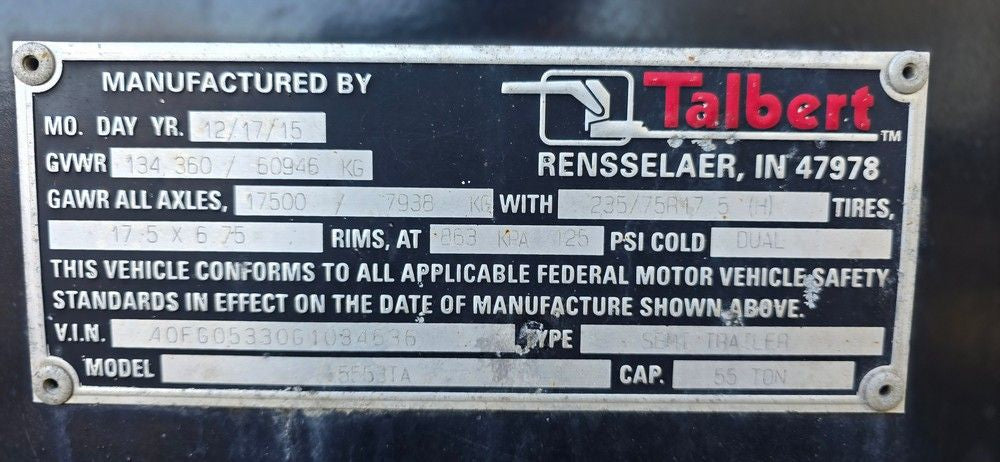 MANUFACTURED BY
Talbert TM
MO. DAY YR. 12/17/15
RENSSELAER, IN 47978
GVWR 134 360 / 60946 KG
GAWR ALL AXLES, 17500 / 7938 KG WITH 235/75R17.5 (H) TIRES,
17.5 X 6.75 RIMS, AT 863 KPA 125 PSI COLD DUAL
THIS VEHICLE CONFORMS TO ALL APPLICABLE FEDERAL MOTOR VEHICLE SAFETY
STANDARDS IN EFFECT ON THE DATE OF MANUFACTURE SHOWN ABOVE.
V.I.N. TYPE SEMI TRAILER
MODEL CAP. 55 TON